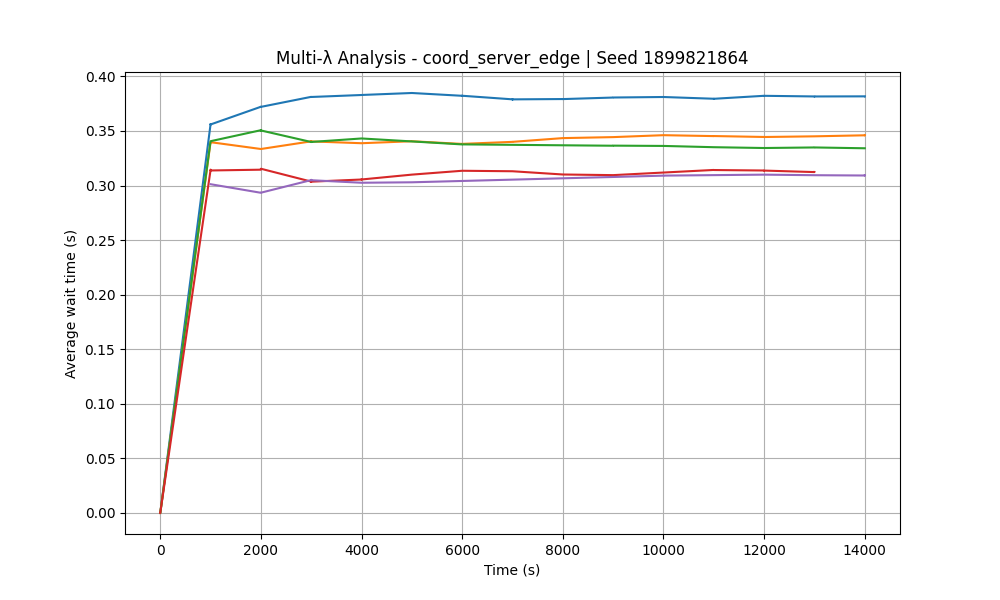 Multi-λ Analysis - coord_server_edge | Seed 1899821864
Average wait time (s)
0.40
0.35
0.30
0.25
0.20
0.15
0.10
0.05
0.00
0 2000 4000 6000 8000 10000 12000 14000
Time (s)